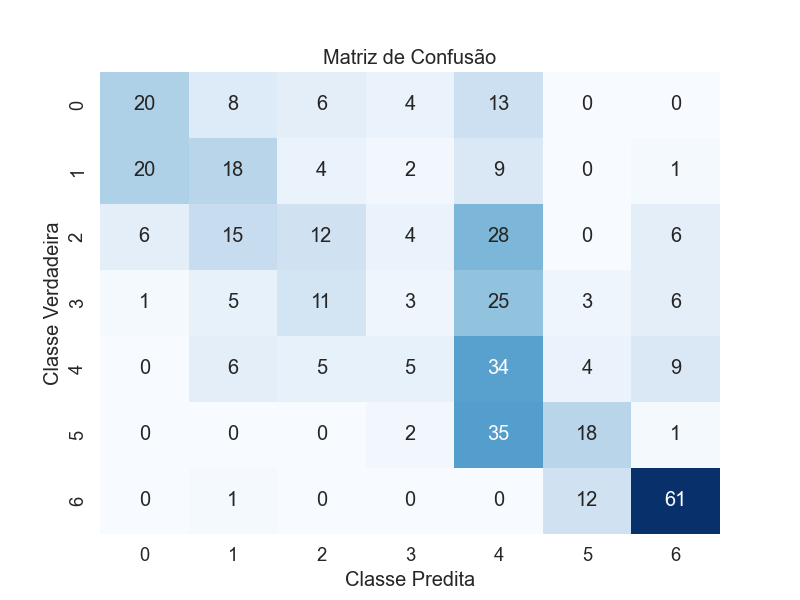 Matriz de Confusão
Classe Verdadeira
0 20 8 6 4 13 0 0
1 20 18 4 2 9 0 1
2 6 15 12 4 28 0 6
3 1 5 11 3 25 3 6
4 0 6 5 5 34 4 9
5 0 0 0 2 35 18 1
6 0 1 0 0 0 12 61
0 1 2 3 4 5 6
Classe Predita